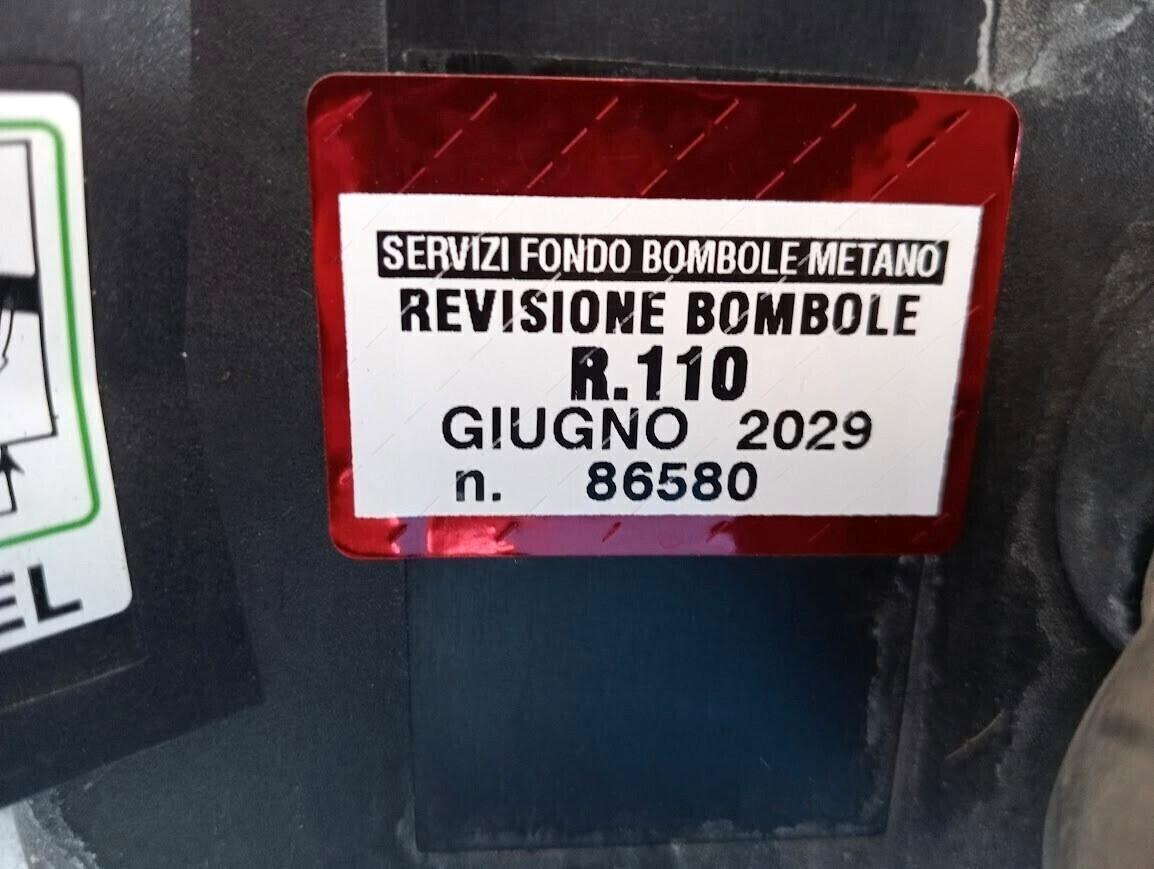 SERVIZI FONDO BOMBOLE METANO
REVISIONE BOMBOLE
R.110
GIUGNO 2029
n. 86580
EL